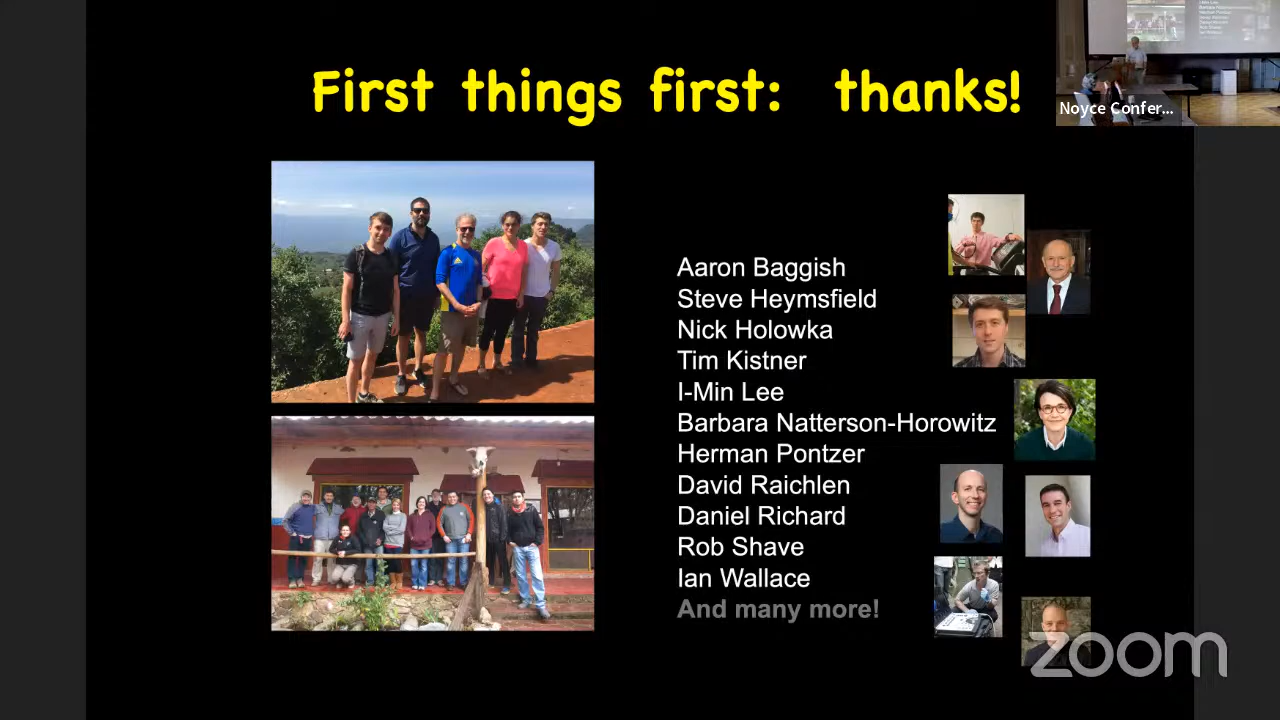 First things first: thanks!
Noyce Confer...
Aaron Baggish
Steve Heymsfield
Nick Holowka
Tim Kistner
I-Min Lee
Barbara Natterson-Horowitz
Herman Pontzer
David Raichlen
Daniel Richard
Rob Shave
Ian Wallace
And many more!
zoom